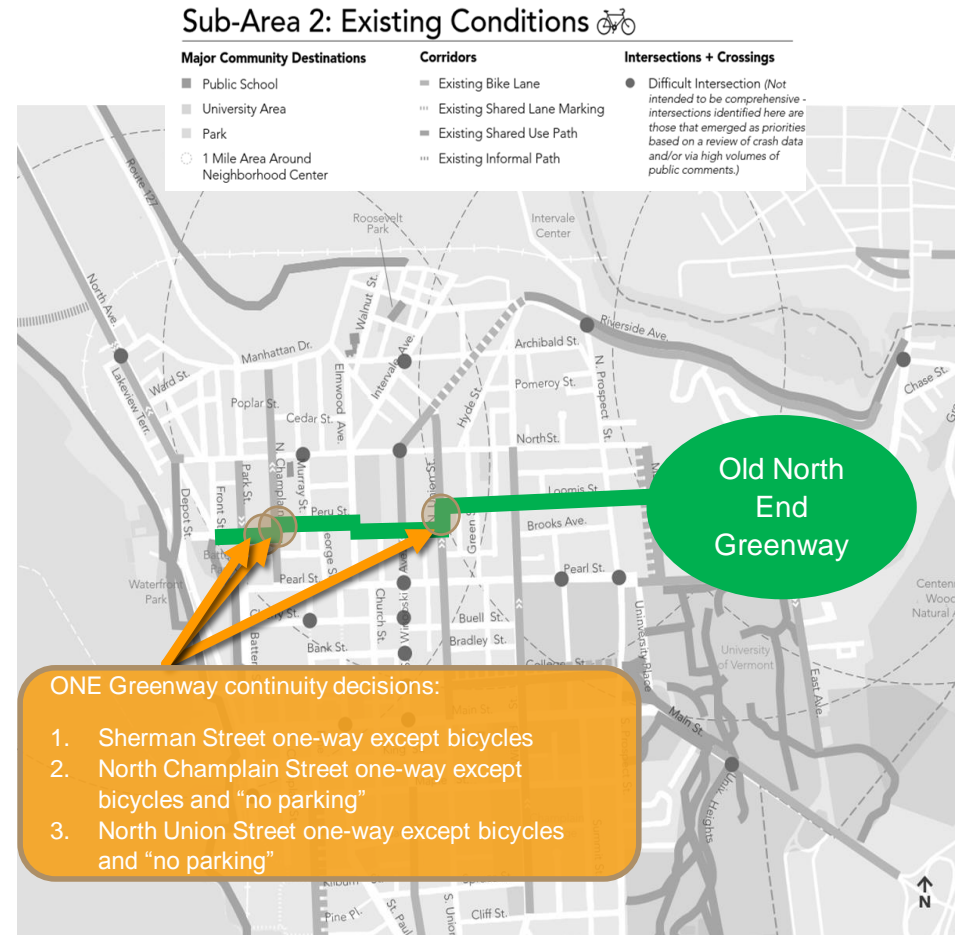 Sub-Area 2: Existing Conditions
Major Community Destinations
Public School
University Area
Park
1 Mile Area Around
Neighborhood Center
Corridors
Existing Bike Lane
Existing Shared Lane Marking
Existing Shared Use Path
Existing Informal Path
Intersections + Crossings
Difficult Intersection (Not
intended to be comprehensive -
intersections identified here are
those that emerged as priorities
based on a review of crash data
and/or via high volumes of
public comments.)
Route 127
Roosevelt
Park
Intervale
Center
North Ave.
Walnut St.
Riverside Ave.
Manhattan Dr.
Archibald St.
Intervale Ave.
Elmwood Ave.
N. Prospect St.
Chase St.
Lakeview Terr.
Ward St.
Pomeroy St.
Poplar St.
Cedar St.
Hyde St.
North St.
Old North
End
Greenway
N. Champlain
Murray St.
Park St.
Depot St.
Front St.
Loomis St.
Peru St.
Green S
Brooks Ave.
Pearl St.
Pearl St.
Waterfront
Park
Church St.
Buell St.
Bank St.
Bradley St.
University Place
University
of Vermont
East Ave.
Main St.
Univ. Heights
ONE Greenway continuity decisions:
1. Sherman Street one-way except bicycles
2. North Champlain Street one-way except
bicycles and “no parking”
3. North Union Street one-way except bicycles
and “no parking”
Pine Pl.
St. Paul
S. Union
Cliff St.
N